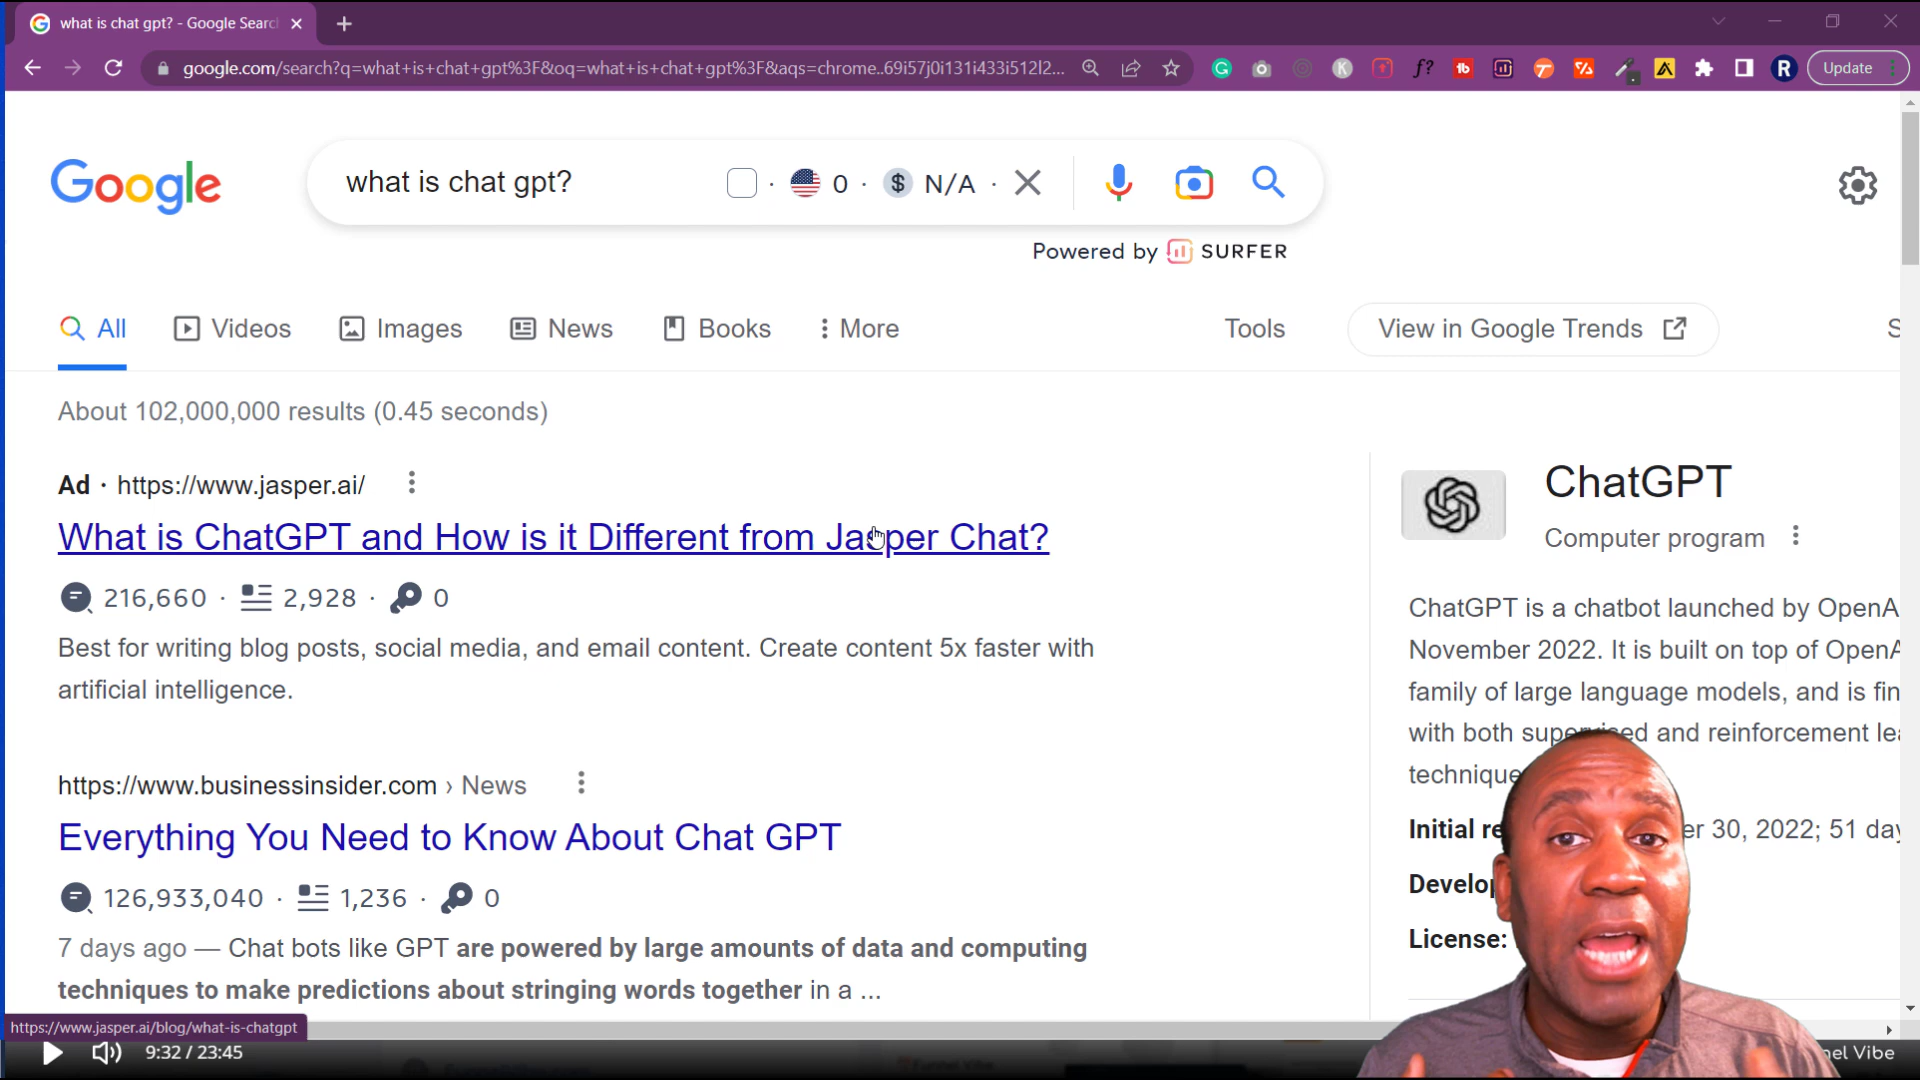 what is chat gpt? - Google Searc
google.com/search?q=what+is+chat+gpt%3F&oq=what+is+chat+gpt%3F&aqs=chrome..69i57j0i131i433i512l2...
Update
Google
what is chat gpt?
0 · $ N/A ·
Powered by SURFER
All
Videos
Images
News
Books
More
Tools
View in Google Trends
S
About 102,000,000 results (0.45 seconds)
Ad · https://www.jasper.ai/
What is ChatGPT and How is it Different from Jasper Chat?
216,660 · 2,928 · 0
Best for writing blog posts, social media, and email content. Create content 5x faster with
artificial intelligence.
https://www.businessinsider.com › News
Everything You Need to Know About Chat GPT
126,933,040 · 1,236 · 0
7 days ago — Chat bots like GPT are powered by large amounts of data and computing
techniques to make predictions about stringing words together in a ...
ChatGPT
Computer program
ChatGPT is a chatbot launched by OpenA
November 2022. It is built on top of OpenA
family of large language models, and is fin
with both supervised and reinforcement lea
technique
Initial re er 30, 2022; 51 day
Develop
License:
https://www.jasper.ai/blog/what-is-chatgpt
9:32 / 23:45
nel Vibe